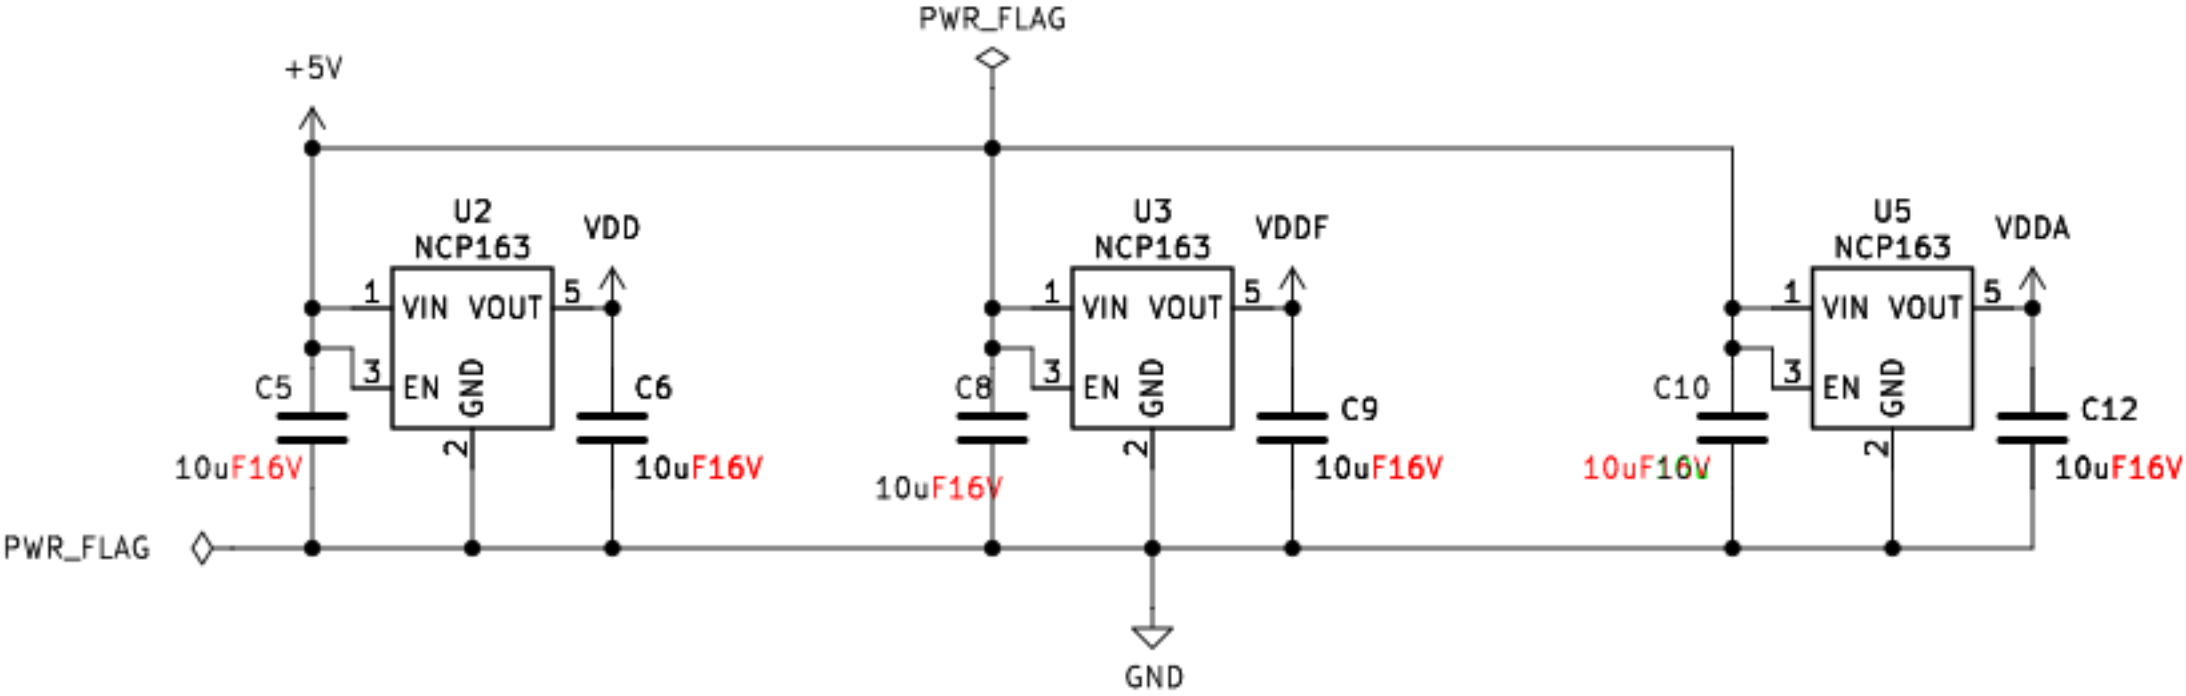 PWR_FLAG
+5V
U2
NCP163
VDD
1
VIN
VOUT
5
3
EN
GND
2
C5
10uF16V
C6
10uF16V
U3
NCP163
VDDF
1
VIN
VOUT
5
3
EN
GND
2
C8
10uF16V
C9
10uF16V
U5
NCP163
VDDA
1
VIN
VOUT
5
3
EN
GND
2
C10
10uF
C12
10uF16V
PWR_FLAG
GND